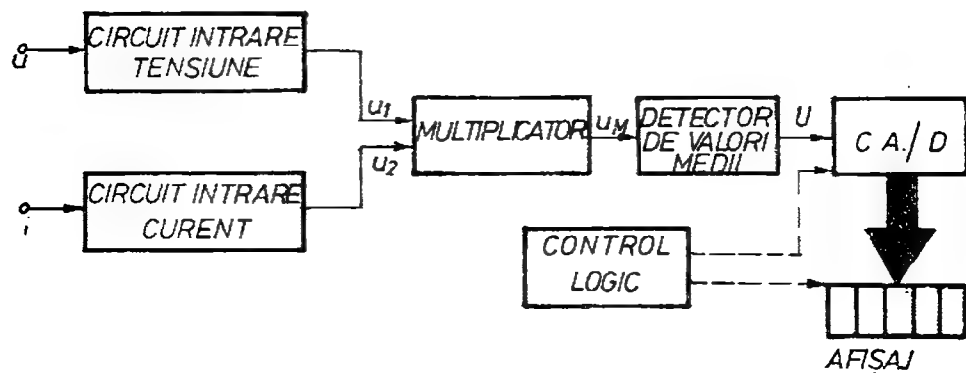 CIRCUIT INTRARE
TENSIUNE
u
u1
MULTIPLICATOR
uM
DETECTOR
DE VALORI
MEDII
U
C A./ D
u2
i
CIRCUIT INTRARE
CURENT
CONTROL
LOGIC
AFISAJ